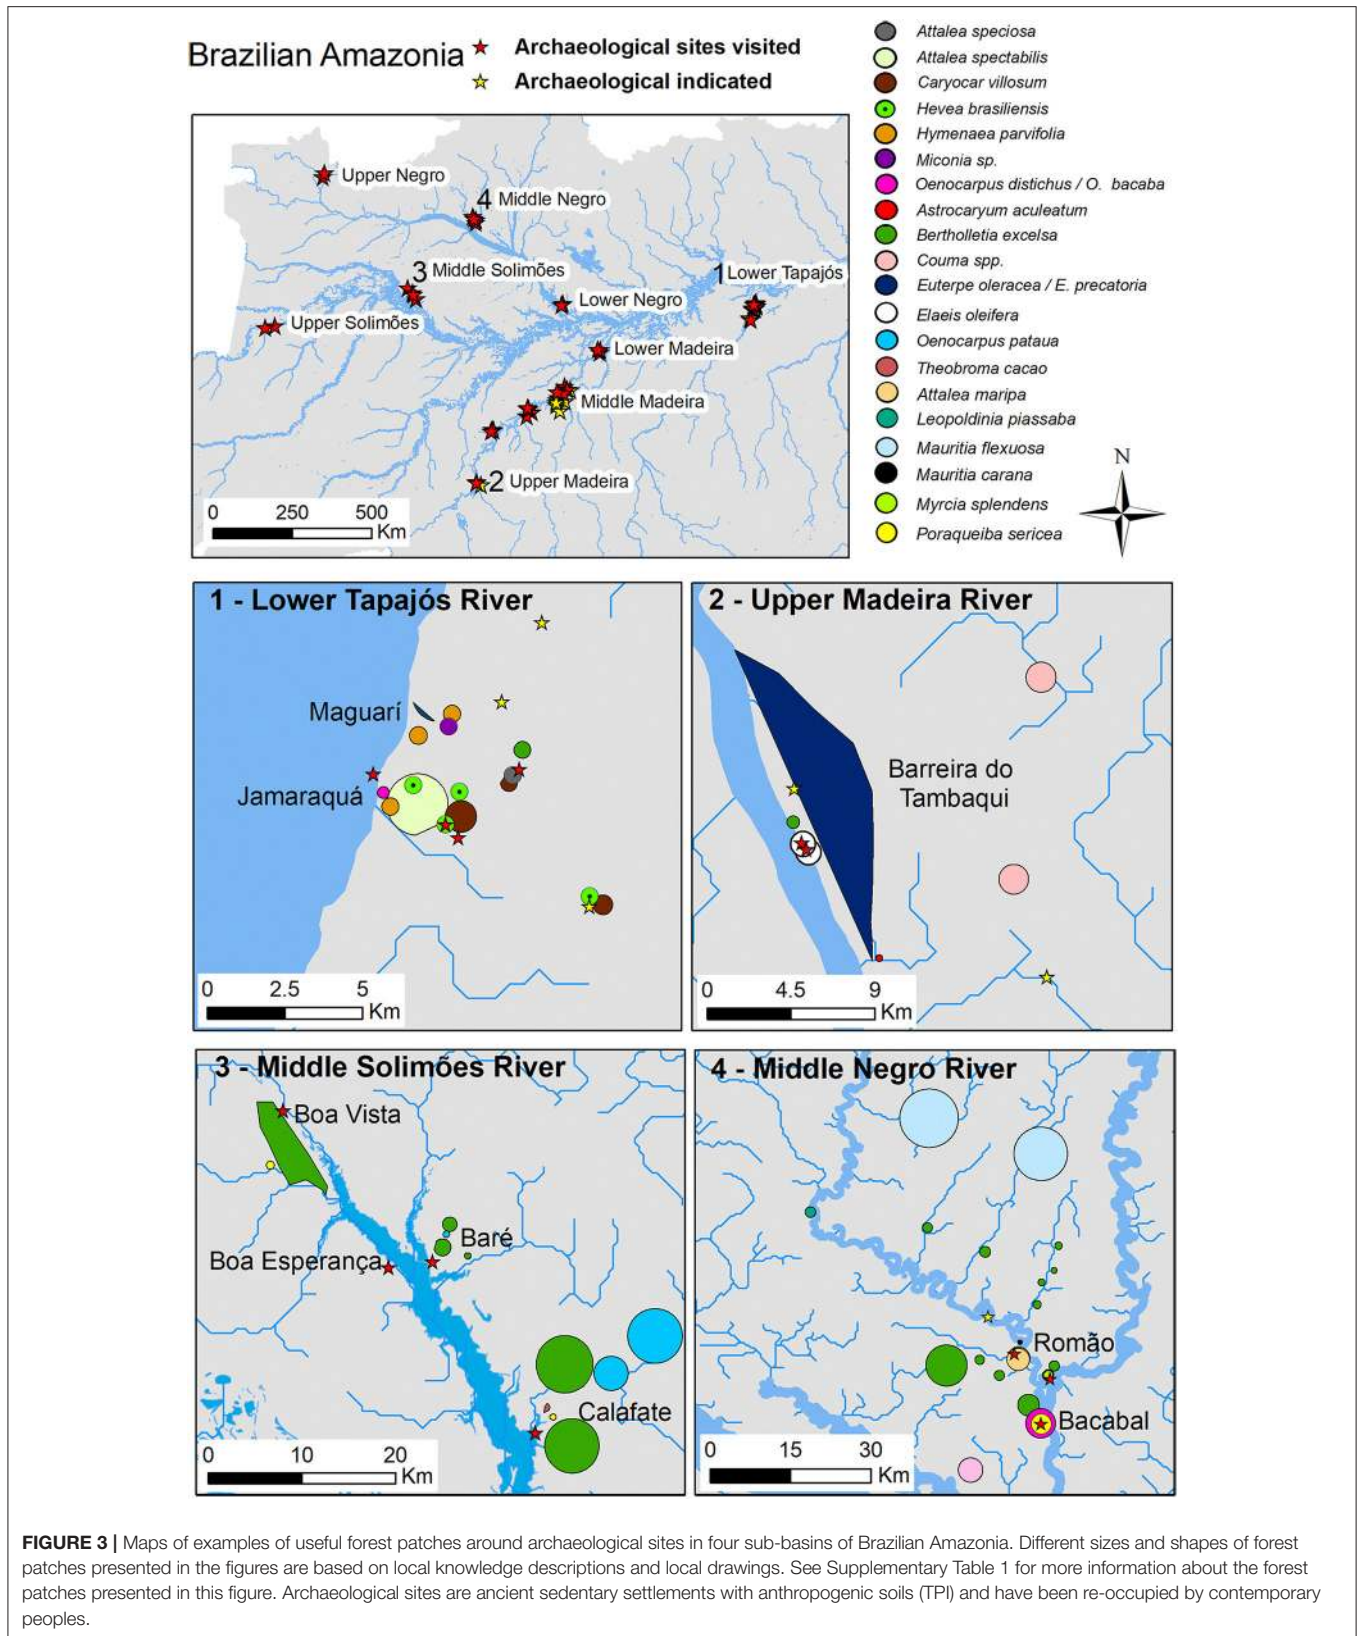 Brazilian Amazonia
Archaeological sites visited
Archaeological indicated
Attalea speciosa
Attalea spectabilis
Caryocar villosum
Hevea brasiliensis
Hymenaea parvifolia
Miconia sp.
Oenocarpus distichus / O. bacaba
Astrocaryum aculeatum
Bertholletia excelsa
Couma spp.
Euterpe oleracea / E. precatoria
Elaeis oleifera
Oenocarpus pataua
Theobroma cacao
Attalea maripa
Leopoldinia piassaba
Mauritia flexuosa
Mauritia carana
Myrcia splendens
Poraqueiba sericea
N
Upper Negro
4 Middle Negro
3 Middle Solimões
1 Lower Tapajós
Lower Negro
Upper Solimões
Lower Madeira
Middle Madeira
2 Upper Madeira
0 250 500
Km
1 - Lower Tapajós River
Maguarí
Jamaraquá
0 2.5 5
Km
2 - Upper Madeira River
Barreira do
Tambaqui
0 4.5 9
Km
3 - Middle Solimões River
Boa Vista
Baré
Boa Esperança
Calafate
0 10 20
Km
4 - Middle Negro River
Romão
Bacabal
0 15 30
Km
FIGURE 3 | Maps of examples of useful forest patches around archaeological sites in four sub-basins of Brazilian Amazonia. Different sizes and shapes of forest
patches presented in the figures are based on local knowledge descriptions and local drawings. See Supplementary Table 1 for more information about the forest
patches presented in this figure. Archaeological sites are ancient sedentary settlements with anthropogenic soils (TPI) and have been re-occupied by contemporary
peoples.